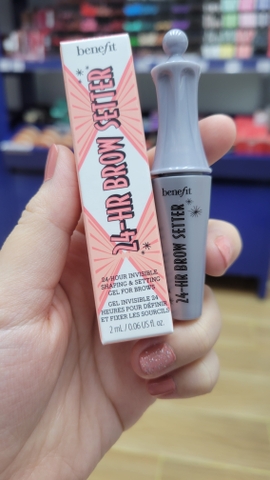 benefit
24-HR BROW SETTER
24-HOUR INVISIBLE
SHAPING & SETTING
GEL FOR BROWS
GEL INVISIBLE 24
HEURES POUR DÉFINIR
ET FIXER LES SOURCILS
2 mL / 0.06 US fl. oz.
benefit
24-HR BROW SETTER